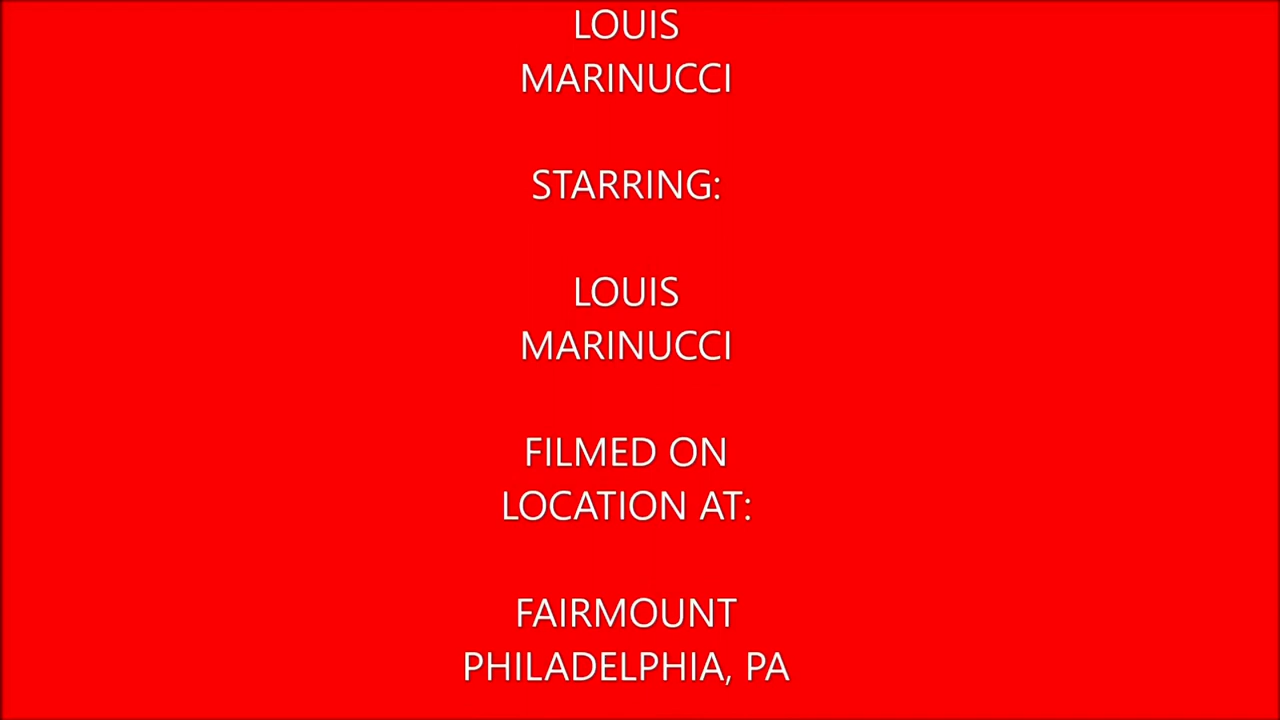 LOUIS
MARINUCCI
STARRING:
LOUIS
MARINUCCI
FILMED ON
LOCATION AT:
FAIRMOUNT
PHILADELPHIA, PA